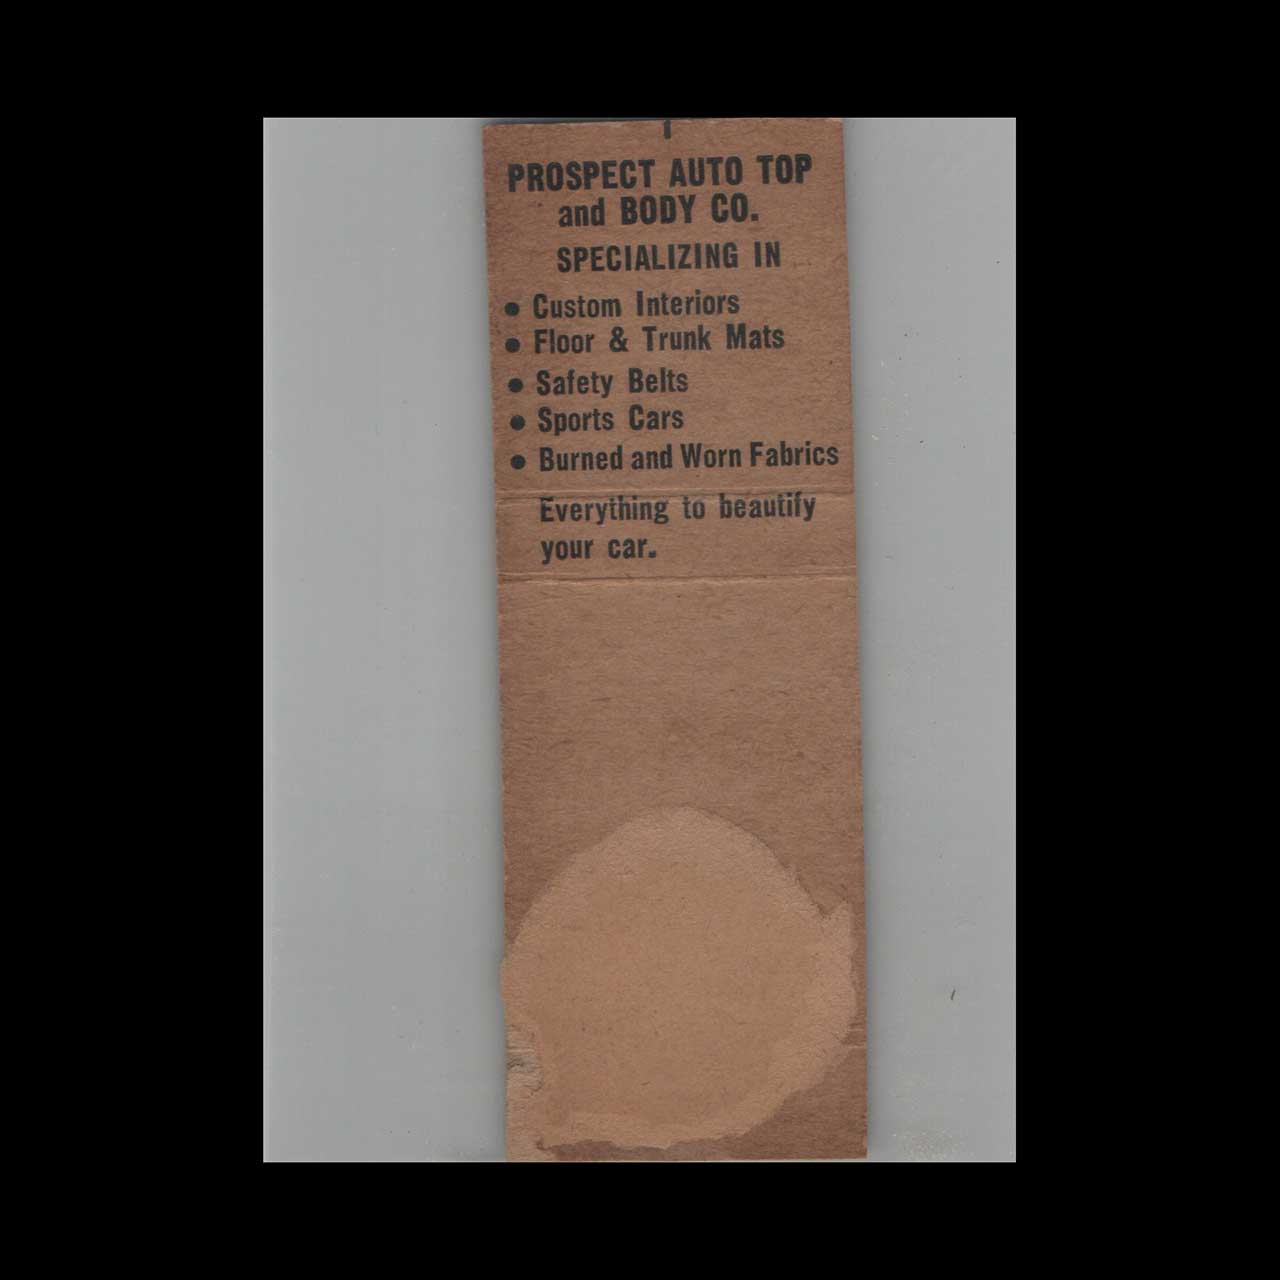 PROSPECT AUTO TOP
and BODY CO.
SPECIALIZING IN
• Custom Interiors
• Floor & Trunk Mats
• Safety Belts
• Sports Cars
• Burned and Worn Fabrics
Everything to beautify
your car.